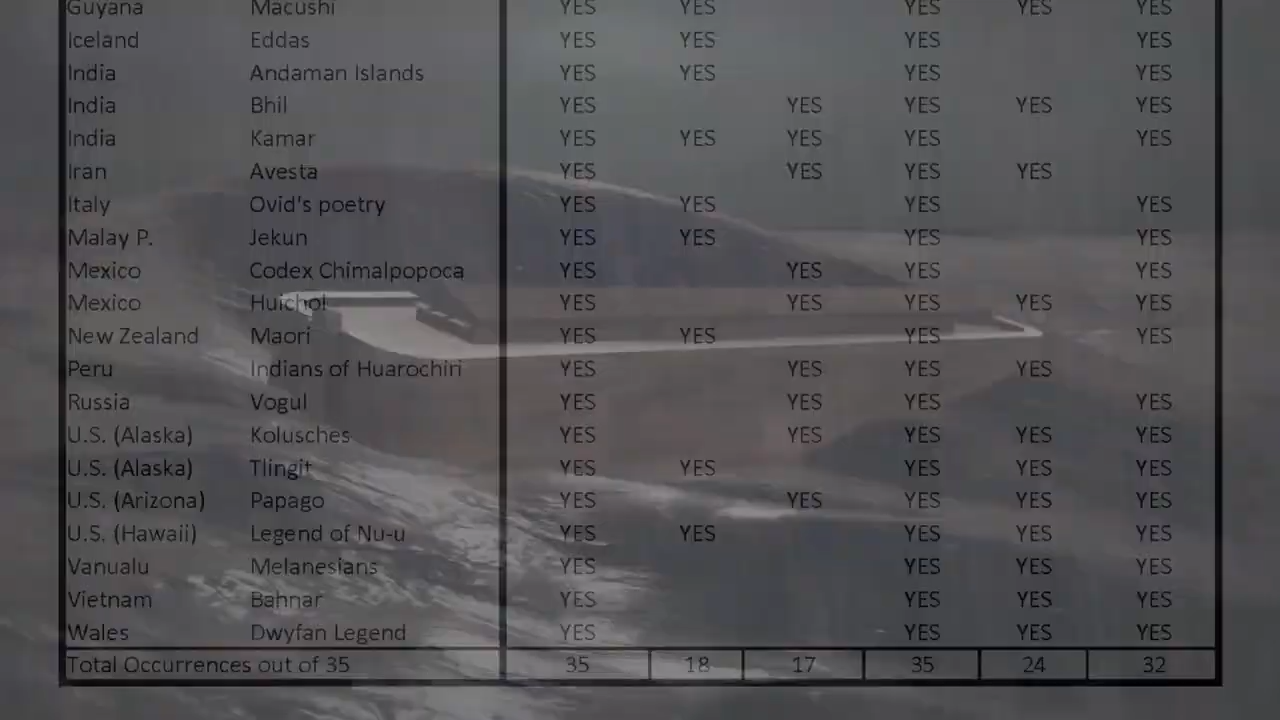 Guyana Macushi YES YES YES YES YES
Iceland Eddas YES YES YES YES
India Andaman Islands YES YES YES YES
India Bhil YES YES YES YES YES
India Kamar YES YES YES YES YES
Iran Avesta YES YES YES YES
Italy Ovid's poetry YES YES YES YES
Malay P. Jekun YES YES YES YES
Mexico Codex Chimalpopoca YES YES YES YES
Mexico Huichol YES YES YES YES YES
New Zealand Maori YES YES YES YES
Peru Indians of Huarochiri YES YES YES YES
Russia Vogul YES YES YES YES
U.S. (Alaska) Kolusches YES YES YES YES YES
U.S. (Alaska) Tlingit YES YES YES YES YES
U.S. (Arizona) Papago YES YES YES YES YES
U.S. (Hawaii) Legend of Nu-u YES YES YES YES YES
Vanualu Melanesians YES YES YES YES
Vietnam Bahnar YES YES YES YES
Wales Dwyfan Legend YES YES YES YES
Total Occurrences out of 35 35 18 17 35 24 32